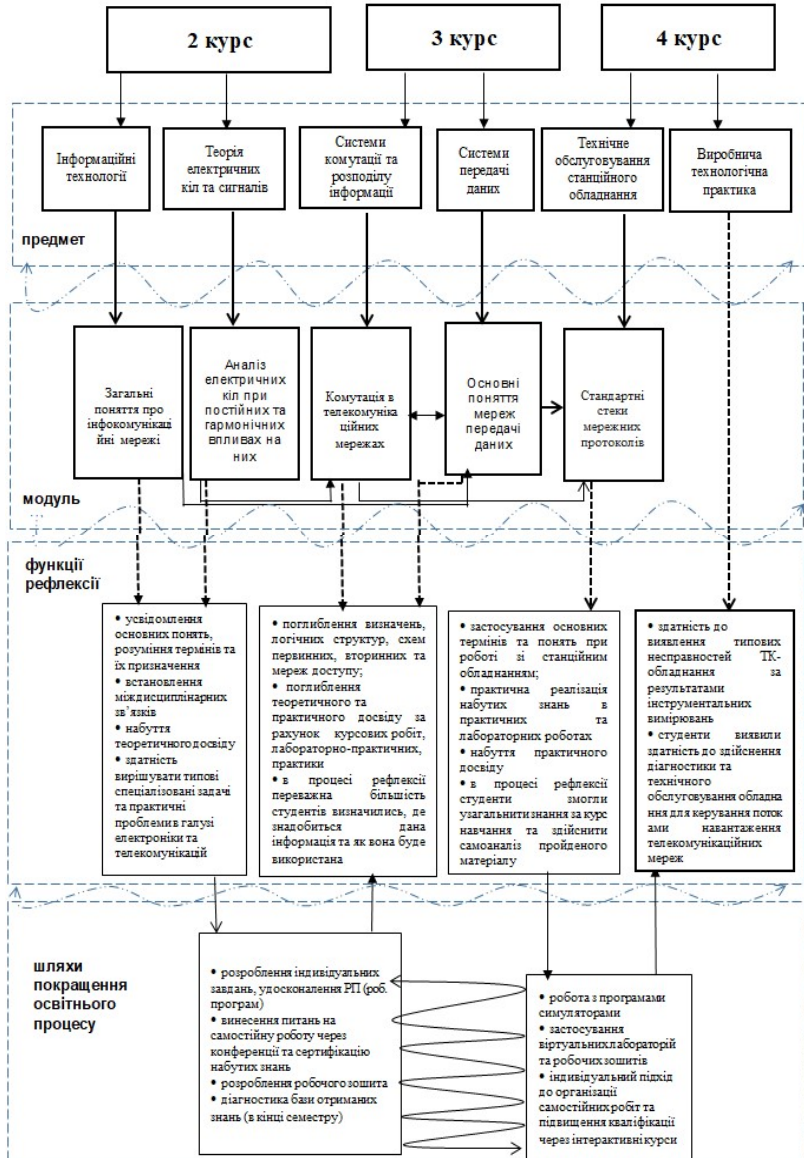 2 курс
3 курс
4 курс
Інформаційні
технології
Теорія
електричних
кіл та сигналів
Системи
комутації та
розподілу
інформації
Системи
передачі
даних
Технічне
обслуговування
станційного
обладнання
Виробнича
технологічна
практика
предмет
Загальні
поняття про
інфокомунікаці
йні мережі
Аналіз
електричних
кіл при
постійних та
гармонічних
впливах на
них
Комутація в
телекомуніка
ційних
мережах
Основні
поняття
мереж
передачі
даних
Стандартні
стеки
мережних
протоколів
модуль
функції
рефлексії
• усвідомлення
основних понять,
розуміння термінів та
їх призначення
• встановлення
міждисциплінарних
зв’язків
• набуття
теоретичного досвіду
• здатність
вирішувати типові
спеціалізовані задачі
та практичні
проблеми в галузі
електроніки та
телекомунікацій
• поглиблення визначень,
логічних структур, схем
первинних, вторинних та
мереж доступу;
• поглиблення
теоретичного та
практичного досвіду за
рахунок курсових робіт,
лабораторно-практичних,
практики
• в процесі рефлексії
переважна більшість
студентів визначились, де
знадобиться дана
інформація та як вона буде
використана
• застосування основних
термінів та понять при
роботі зі станційним
обладнанням;
• практична реалізація
набутих знань в
практичних та
лабораторних роботах
• набуття практичного
досвіду
• в процесі рефлексії
студенти змогли
узагальнити знання за курс
навчання та здійснити
самоаналіз пройденого
матеріалу
• здатність до
виявлення типових
несправностей ТК-
обладнання за
результатами
інструментальних
вимірювань
• студенти виявили
здатність до здійснення
діагностики та
технічного
обслуговування обладна
ння для керування поток
ами навантаження
телекомунікаційних
мереж
шляхи
покращення
освітнього
процесу
• розроблення індивідуальних
завдань, удосконалення РП (роб.
програм)
• винесення питань на
самостійну роботу через
конференції та сертифікацію
набутих знань
• розроблення робочого зошита
• діагностика бази отриманих
знань (в кінці семестру)
• робота з програмами
симуляторами
• застосування
віртуальних лабораторій
та робочих зошитів
• індивідуальний підхід до
організації
самостійних робіт та
підвищення кваліфікації
через інтерактивні курси